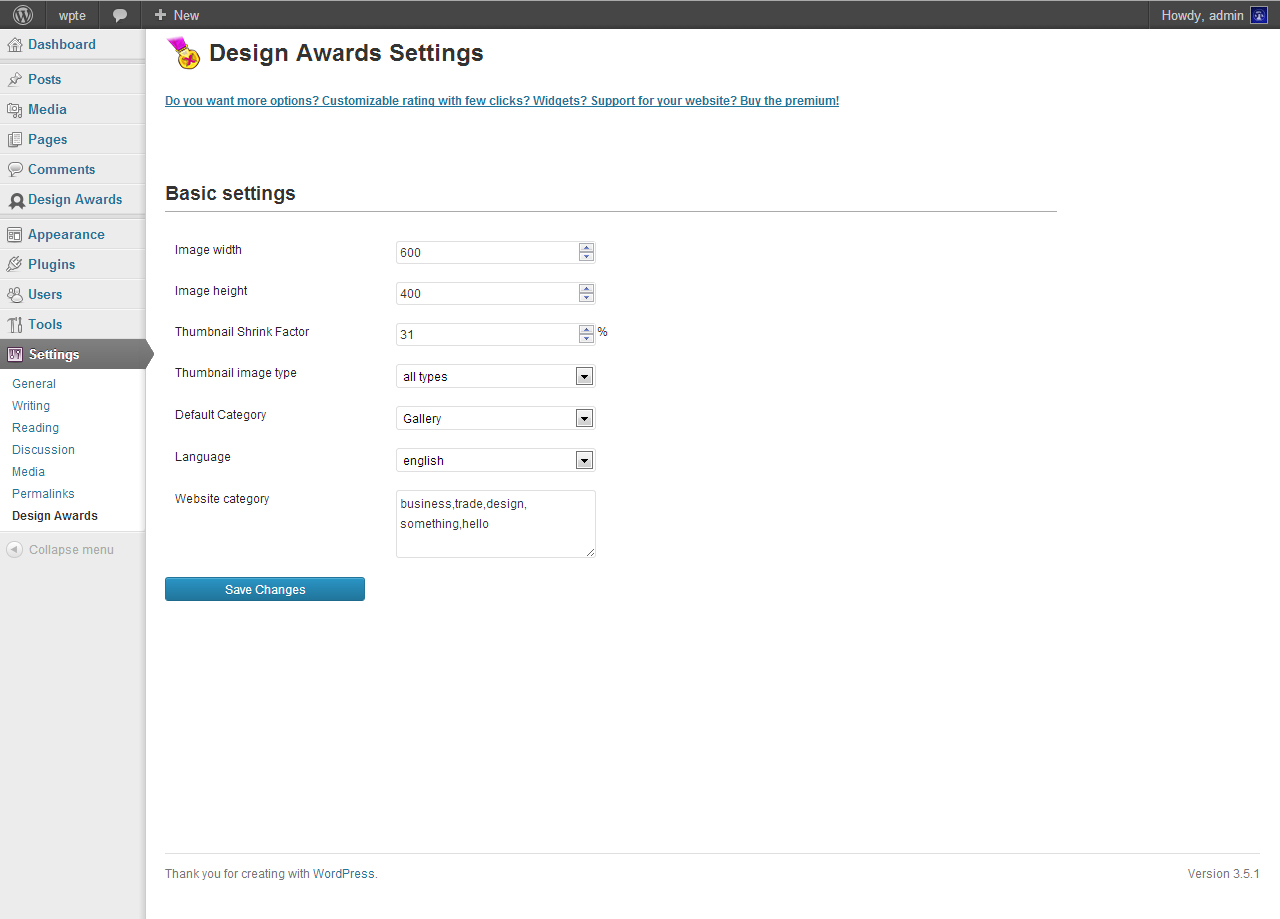 wpte
New
Howdy, admin
Dashboard
Posts
Media
Pages
Comments
Design Awards
Appearance
Plugins
Users
Tools
Settings
General
Writing
Reading
Discussion
Media
Permalinks
Design Awards
Collapse menu
Design Awards Settings
Do you want more options? Customizable rating with few clicks? Widgets? Support for your website? Buy the premium!
Basic settings
Image width 600
Image height 400
Thumbnail Shrink Factor 31 %
Thumbnail image type all types
Default Category Gallery
Language english
Website category business,trade,design,
something,hello
Save Changes
Thank you for creating with WordPress.
Version 3.5.1